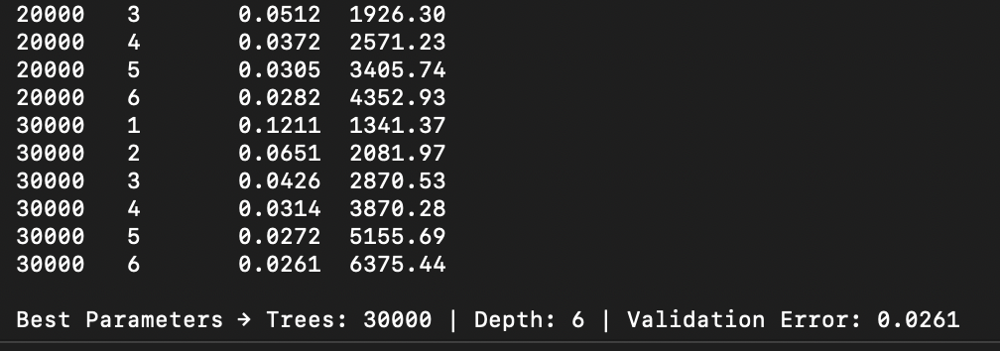 20000 3 0.0512 1926.30
20000 4 0.0372 2571.23
20000 5 0.0305 3405.74
20000 6 0.0282 4352.93
30000 1 0.1211 1341.37
30000 2 0.0651 2081.97
30000 3 0.0426 2870.53
30000 4 0.0314 3870.28
30000 5 0.0272 5155.69
30000 6 0.0261 6375.44
Best Parameters → Trees: 30000 | Depth: 6 | Validation Error: 0.0261